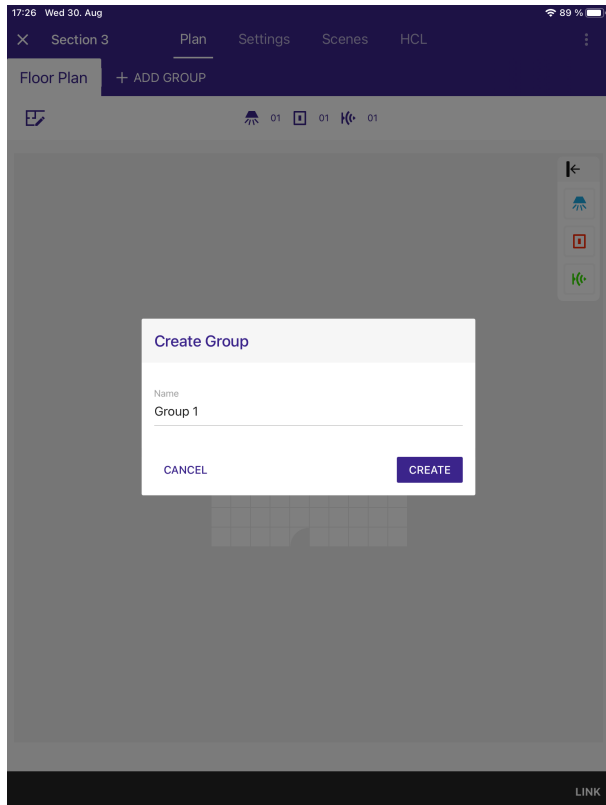 17:26 Wed 30. Aug 89 %
Section 3 Plan Settings Scenes HCL
Floor Plan + ADD GROUP
01 01 01
Create Group
Name
Group 1
CANCEL CREATE
LINK